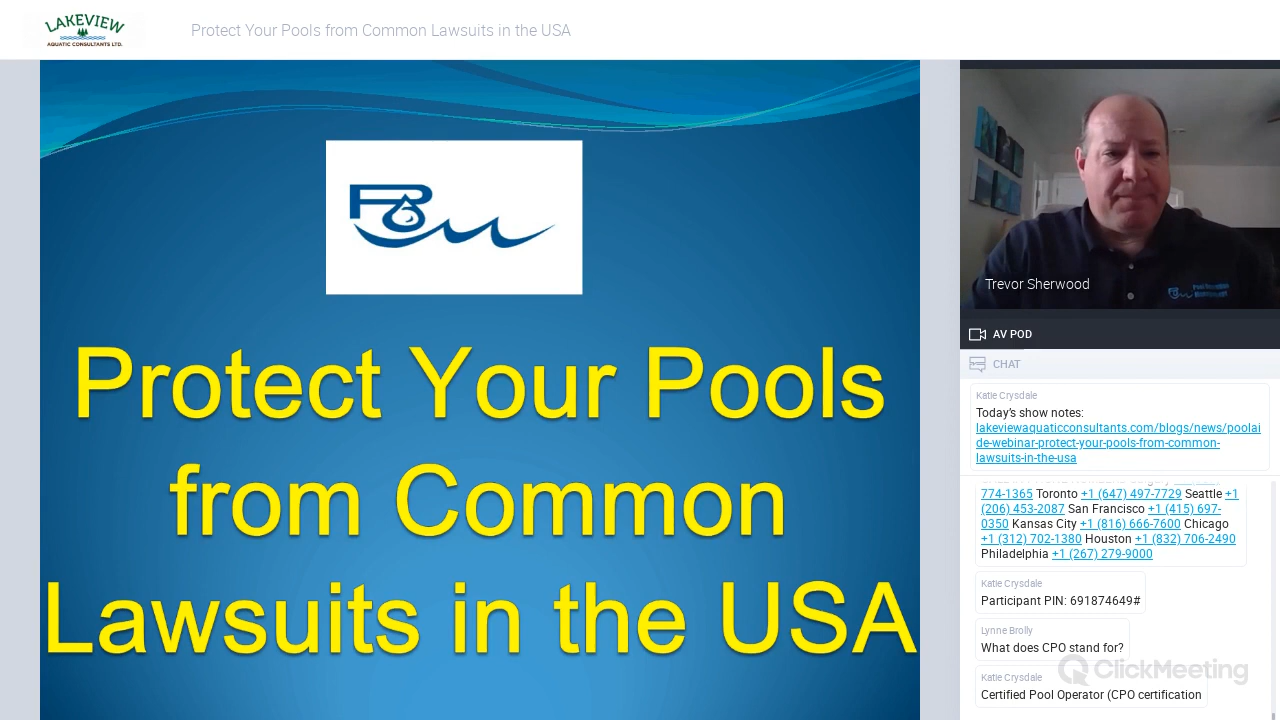 LAKEVIEW
AQUATIC CONSULTANTS LTD.
Protect Your Pools from Common Lawsuits in the USA
Protect Your Pools
from Common
Lawsuits in the USA
Trevor Sherwood
AV POD
CHAT
Katie Crysdale
Today's show notes:
lakeviewaquaticconsultants.com/blogs/news/poolai
de-webinar-protect-your-pools-from-common-
lawsuits-in-the-usa
774-1365 Toronto +1 (647) 497-7729 Seattle +1
(206) 453-2087 San Francisco +1 (415) 697-
0350 Kansas City +1 (816) 666-7600 Chicago
+1 (312) 702-1380 Houston +1 (832) 706-2490
Philadelphia +1 (267) 279-9000
Katie Crysdale
Participant PIN: 691874649#
Lynne Brolly
What does CPO stand for?
Katie Crysdale
Certified Pool Operator (CPO certification
ClickMeeting